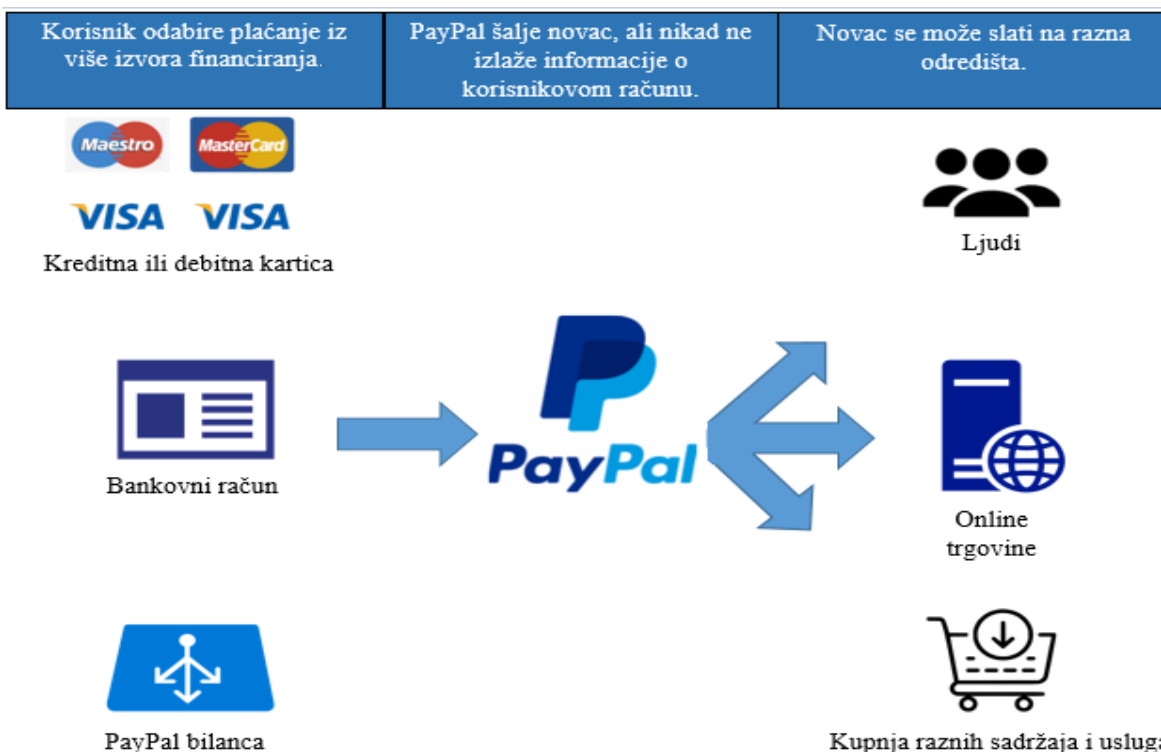 Korisnik odabire plaćanje iz
više izvora financiranja.
PayPal šalje novac, ali nikad ne
izlaže informacije o
korisnikovom računu.
Novac se može slati na razna
odredišta.
Maestro
MasterCard
VISA
VISA
Kreditna ili debitna kartica
Ljudi
Bankovni račun
PayPal
Online
trgovine
PayPal bilanca
Kupnja raznih sadržaja i usluga